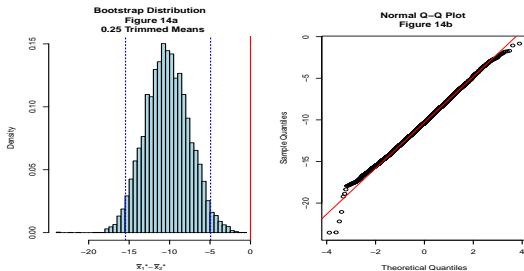 Bootstrap Distribution
Figure 14a
0.25 Trimmed Means
Density
0.00
0.05
0.10
0.15
−20
−15
−10
−5
0
x̅₁*−x̅₂*
Normal Q−Q Plot
Figure 14b
Sample Quantiles
−20
−15
−10
−5
0
−4
−2
0
2
4
Theoretical Quantiles